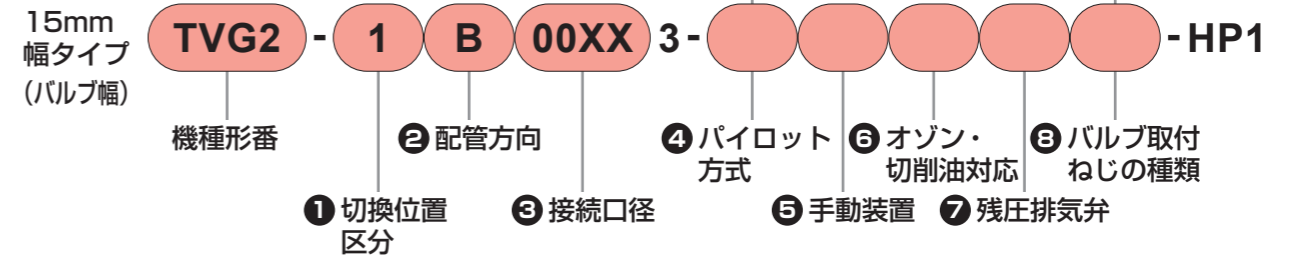 15mm
幅タイプ
(バルブ幅)
TVG2 - 1 B 00XX 3 - - HP1
機種形番
❷ 配管方向
❹ パイロット
方式
❻ オゾン・
切削油対応
❽ バルブ取付
ねじの種類
❶ 切換位置
区分
❸ 接続口径
❺ 手動装置
❼ 残圧排気弁